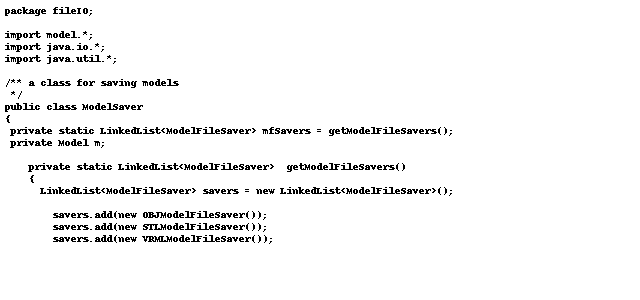 package fileIO;

import model.*;
import java.io.*;
import java.util.*;

/** a class for saving models
 */
public class ModelSaver
{
 private static LinkedList<ModelFileSaver> mfSavers = getModelFileSavers();
 private Model m;

    private static LinkedList<ModelFileSaver>  getModelFileSavers()
    {
      LinkedList<ModelFileSaver> savers = new LinkedList<ModelFileSaver>();

        savers.add(new OBJModelFileSaver());
        savers.add(new STLModelFileSaver());
        savers.add(new VRMLModelFileSaver());